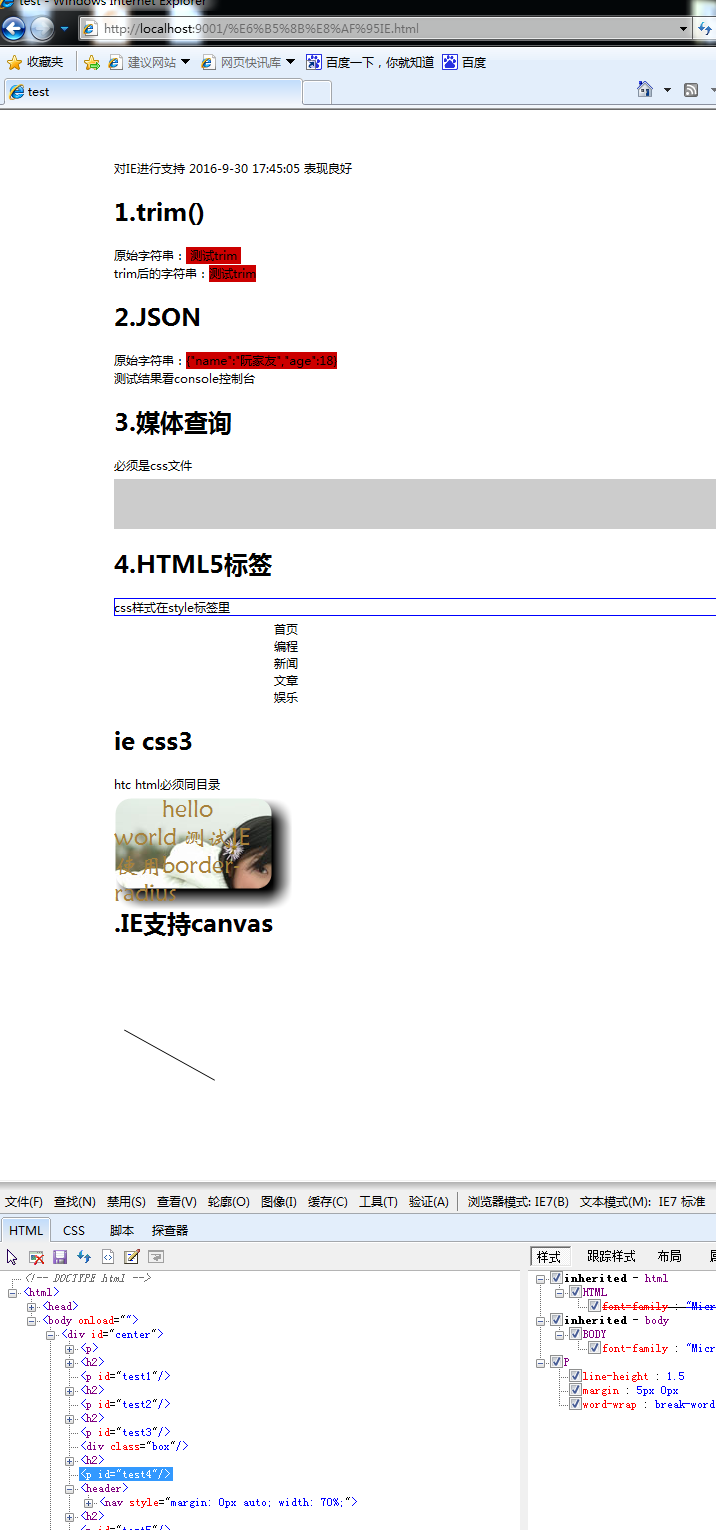 test - Windows Internet Explorer
http://localhost:9001/%E6%B5%8B%E8%AF%95IE.html
收藏夹 建议网站 网页快讯库 百度一下，你就知道 百度
test
对IE进行支持 2016-9-30 17:45:05 表现良好
1.trim()
原始字符串： 测试trim
trim后的字符串：测试trim
2.JSON
原始字符串：{"name":"阮家友","age":18}
测试结果看console控制台
3.媒体查询
必须是css文件
4.HTML5标签
css样式在style标签里
首页
编程
新闻
文章
娱乐
ie css3
htc html必须同目录
hello
world 测试IE
使用border-
radius
.IE支持canvas
文件(F) 查找(N) 禁用(S) 查看(V) 轮廓(O) 图像(I) 缓存(C) 工具(T) 验证(A) 浏览器模式: IE7(B) 文本模式(M): IE7 标准
HTML CSS 脚本 探查器
样式 跟踪样式 布局
<!-- DOCTYPE html -->
<html>
<head>
<body onload="">
<div id="center">
<p>
<h2>
<p id="test1"/>
<h2>
<p id="test2"/>
<h2>
<p id="test3"/>
<div class="box"/>
<h2>
<p id="test4"/>
<header>
<nav style="margin: 0px auto; width: 70%;">
<h2>
<p id="test5"/>
inherited - html
HTML
font-family : "Micr
inherited - body
BODY
font-family : "Mic
P
line-height : 1.5
margin : 5px 0px
word-wrap : break-word